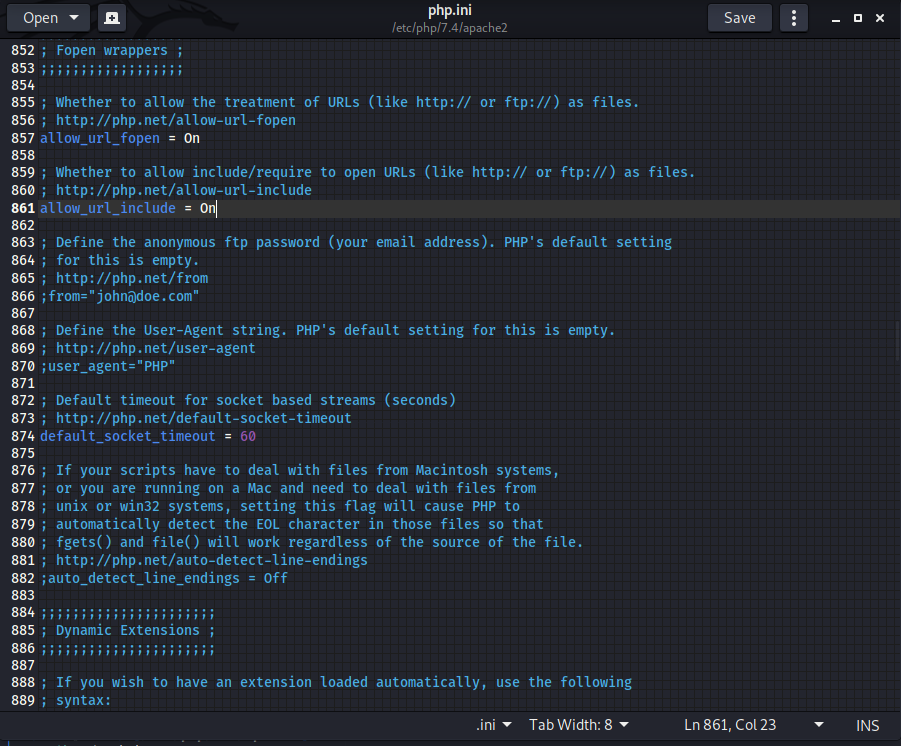 Open
php.ini
/etc/php/7.4/apache2
Save
852 ; Fopen wrappers ;
853 ;;;;;;;;;;;;;;;;;;
854
855 ; Whether to allow the treatment of URLs (like http:// or ftp://) as files.
856 ; http://php.net/allow-url-fopen
857 allow_url_fopen = On
858
859 ; Whether to allow include/require to open URLs (like http:// or ftp://) as files.
860 ; http://php.net/allow-url-include
861 allow_url_include = On
862
863 ; Define the anonymous ftp password (your email address). PHP's default setting
864 ; for this is empty.
865 ; http://php.net/from
866 ;from="john@doe.com"
867
868 ; Define the User-Agent string. PHP's default setting for this is empty.
869 ; http://php.net/user-agent
870 ;user_agent="PHP"
871
872 ; Default timeout for socket based streams (seconds)
873 ; http://php.net/default-socket-timeout
874 default_socket_timeout = 60
875
876 ; If your scripts have to deal with files from Macintosh systems,
877 ; or you are running on a Mac and need to deal with files from
878 ; unix or win32 systems, setting this flag will cause PHP to
879 ; automatically detect the EOL character in those files so that
880 ; fgets() and file() will work regardless of the source of the file.
881 ; http://php.net/auto-detect-line-endings
882 ;auto_detect_line_endings = Off
883
884 ;;;;;;;;;;;;;;;;;;;;;;
885 ; Dynamic Extensions ;
886 ;;;;;;;;;;;;;;;;;;;;;;
887
888 ; If you wish to have an extension loaded automatically, use the following
889 ; syntax:
.ini Tab Width: 8 Ln 861, Col 23 INS